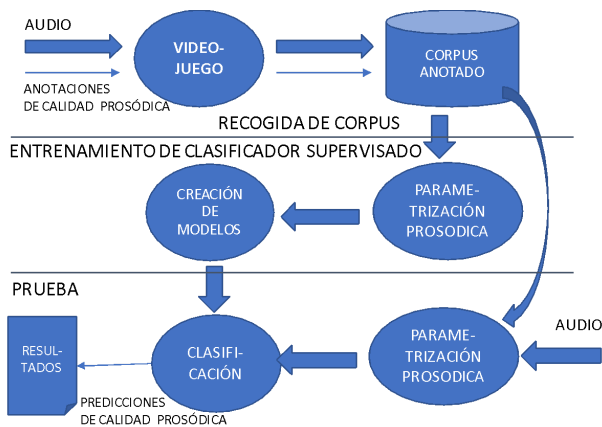 AUDIO
VIDEO-
JUEGO
CORPUS
ANOTADO
ANOTACIONES
DE CALIDAD PROSÓDICA
RECOGIDA DE CORPUS
ENTRENAMIENTO DE CLASIFICADOR SUPERVISADO
CREACIÓN
DE
MODELOS
PARAME-
TRIZACIÓN
PROSODICA
PRUEBA
AUDIO
RESUL-
TADOS
CLASIFI-
CACIÓN
PARAME-
TRIZACIÓN
PROSODICA
PREDICCIONES
DE CALIDAD PROSÓDICA